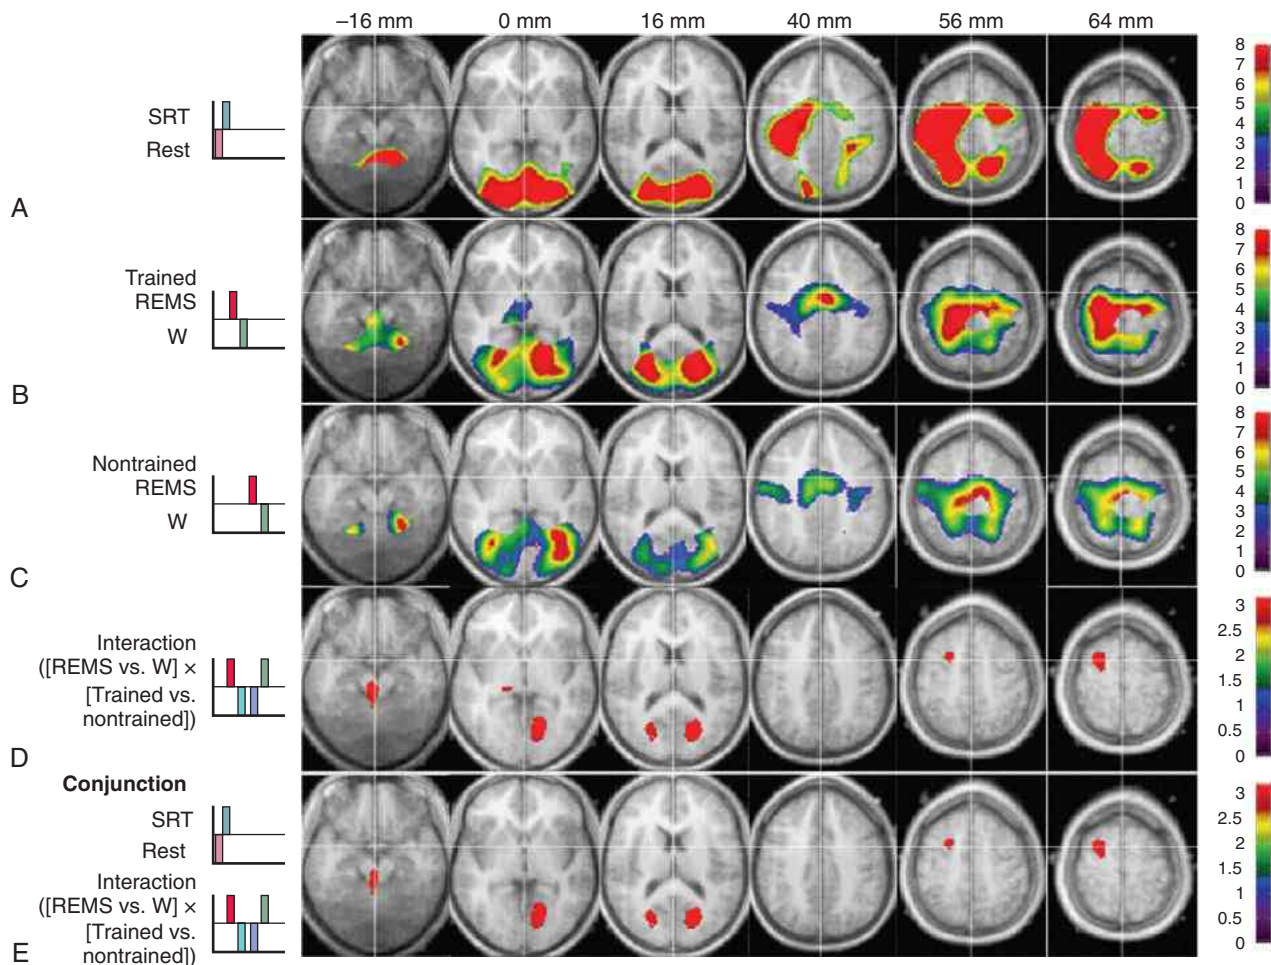 –16 mm 0 mm 16 mm 40 mm 56 mm 64 mm
SRT
Rest
8
7
6
5
4
3
2
1
0
A
Trained
REMS
W
8
7
6
5
4
3
2
1
0
B
Nontrained
REMS
W
8
7
6
5
4
3
2
1
0
C
Interaction
([REMS vs. W] ×
[Trained vs.
nontrained])
3
2.5
2
1.5
1
0.5
0
D
Conjunction
SRT
Rest
Interaction
([REMS vs. W] ×
[Trained vs.
nontrained])
3
2.5
2
1.5
1
0.5
0
E